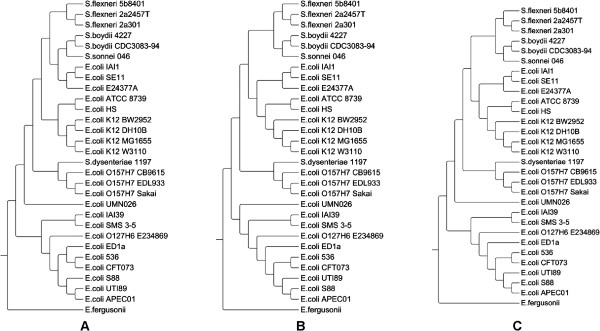 S.flexneri 5b8401
S.flexneri 2a2457T
S.flexneri 2a301
S.boydii 4227
S.boydii CDC3083-94
S.sonnei 046
E.coli IAI1
E.coli SE11
E.coli E24377A
E.coli ATCC 8739
E.coli HS
E.coli K12 BW2952
E.coli K12 DH10B
E.coli K12 MG1655
E.coli K12 W3110
S.dysenteriae 1197
E.coli O157H7 CB9615
E.coli O157H7 EDL933
E.coli O157H7 Sakai
E.coli UMN026
E.coli IAI39
E.coli SMS 3-5
E.coli O127H6 E234869
E.coli ED1a
E.coli 536
E.coli CFT073
E.coli S88
E.coli UTI89
E.coli APEC01
E.fergusonii
A
S.flexneri 5b8401
S.flexneri 2a2457T
S.flexneri 2a301
S.boydii 4227
S.boydii CDC3083-94
S.sonnei 046
E.coli IAI1
E.coli SE11
E.coli E24377A
E.coli ATCC 8739
E.coli HS
E.coli K12 BW2952
E.coli K12 DH10B
E.coli K12 MG1655
E.coli K12 W3110
S.dysenteriae 1197
E.coli O157H7 CB9615
E.coli O157H7 EDL933
E.coli O157H7 Sakai
E.coli UMN026
E.coli IAI39
E.coli SMS 3-5
E.coli O127H6 E234869
E.coli ED1a
E.coli 536
E.coli CFT073
E.coli UTI89
E.coli S88
E.coli APEC01
E.fergusonii
B
S.flexneri 5b8401
S.flexneri 2a2457T
S.flexneri 2a301
S.boydii 4227
S.boydii CDC3083-94
S.sonnei 046
E.coli IAI1
E.coli SE11
E.coli E24377A
E.coli ATCC 8739
E.coli HS
E.coli K12 BW2952
E.coli K12 DH10B
E.coli K12 MG1655
E.coli K12 W3110
S.dysenteriae 1197
E.coli O157H7 CB9615
E.coli O157H7 EDL933
E.coli O157H7 Sakai
E.coli UMN026
E.coli IAI39
E.coli SMS 3-5
E.coli O127H6 E234869
E.coli ED1a
E.coli 536
E.coli CFT073
E.coli UTI89
E.coli S88
E.coli APEC01
E.fergusonii
C